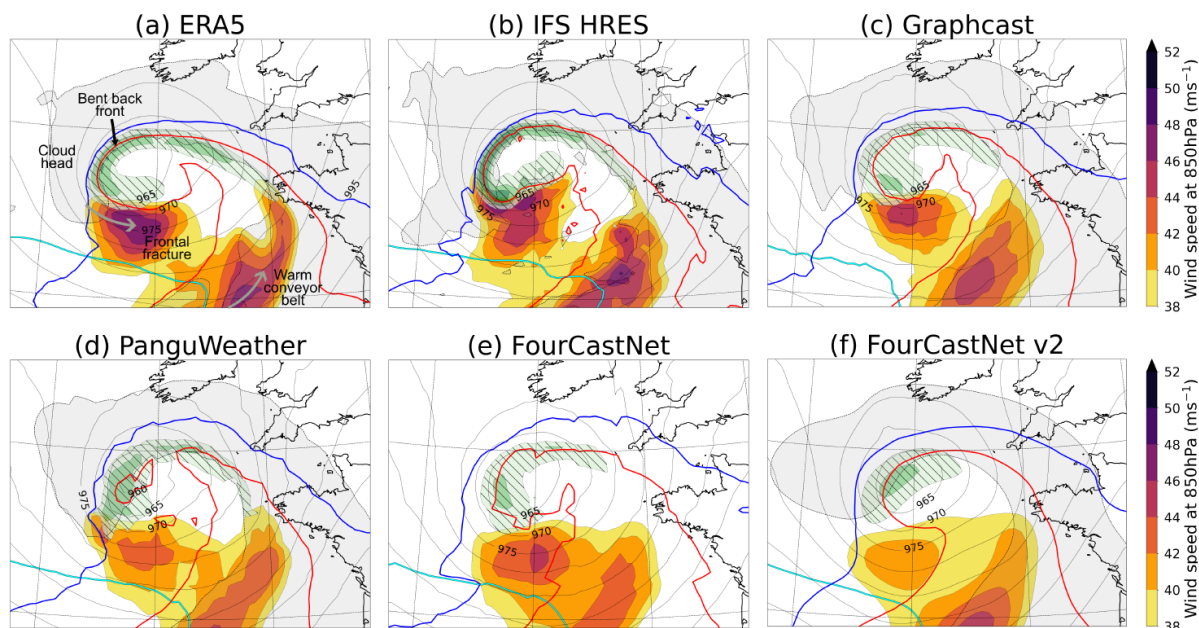 (a) ERA5
(b) IFS HRES
(c) Graphcast
Bent back
front
Cloud
head
965
970
995
975
Frontal
fracture
Warm
conveyor
belt
965
975
970
965
975
970
52
50
48
46
44
42
40
38
Wind speed at 850hPa (ms⁻¹)
(d) PanguWeather
(e) FourCastNet
(f) FourCastNet v2
975
960
965
970
965
970
975
965
970
975
52
50
48
46
44
42
40
38
Wind speed at 850hPa (ms⁻¹)